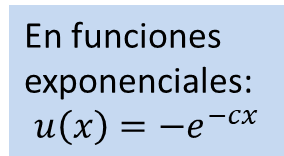 En funciones
exponenciales:
u(x) = −e^{−cx}